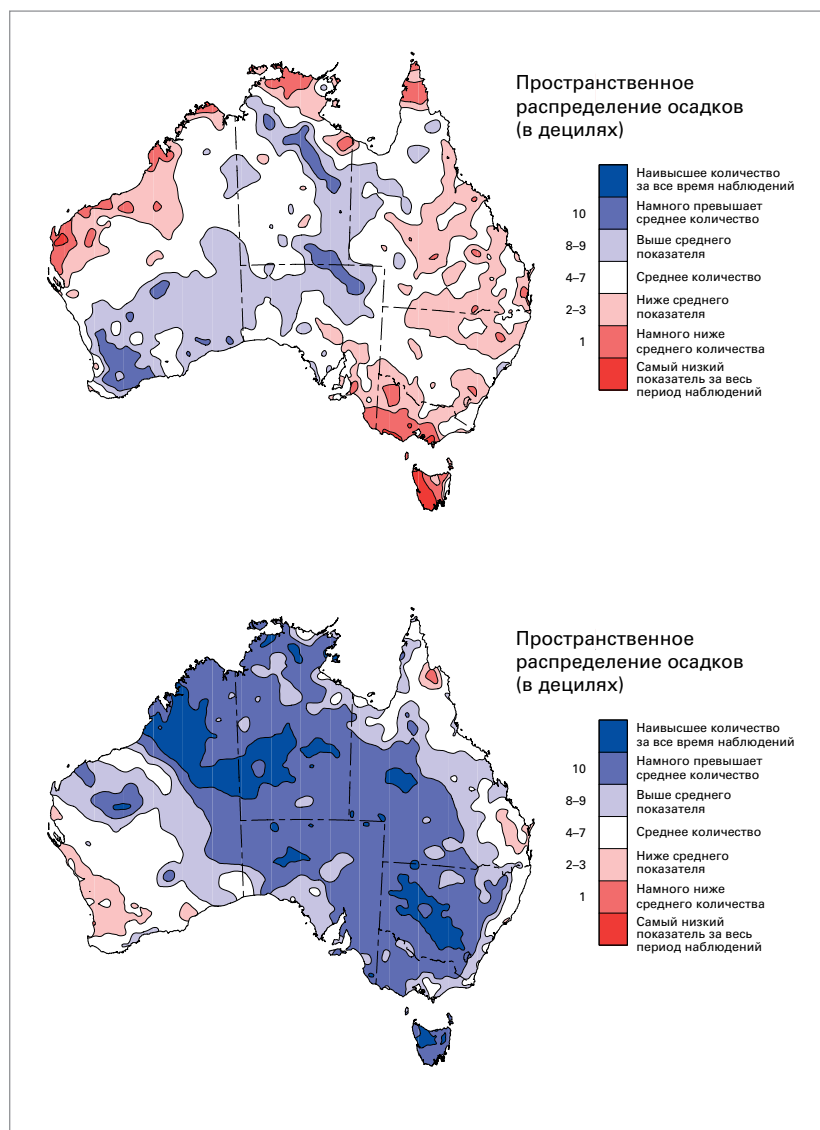 Пространственное
распределение осадков
(в децилях)
Наивысшее количество
за все время наблюдений
10
Намного превышает
среднее количество
8–9
Выше среднего
показателя
4–7
Среднее количество
2–3
Ниже среднего
показателя
1
Намного ниже
среднего количества
Самый низкий
показатель за весь
период наблюдений
Пространственное
распределение осадков
(в децилях)
Наивысшее количество
за все время наблюдений
10
Намного превышает
среднее количество
8–9
Выше среднего
показателя
4–7
Среднее количество
2–3
Ниже среднего
показателя
1
Намного ниже
среднего количества
Самый низкий
показатель за весь
период наблюдений